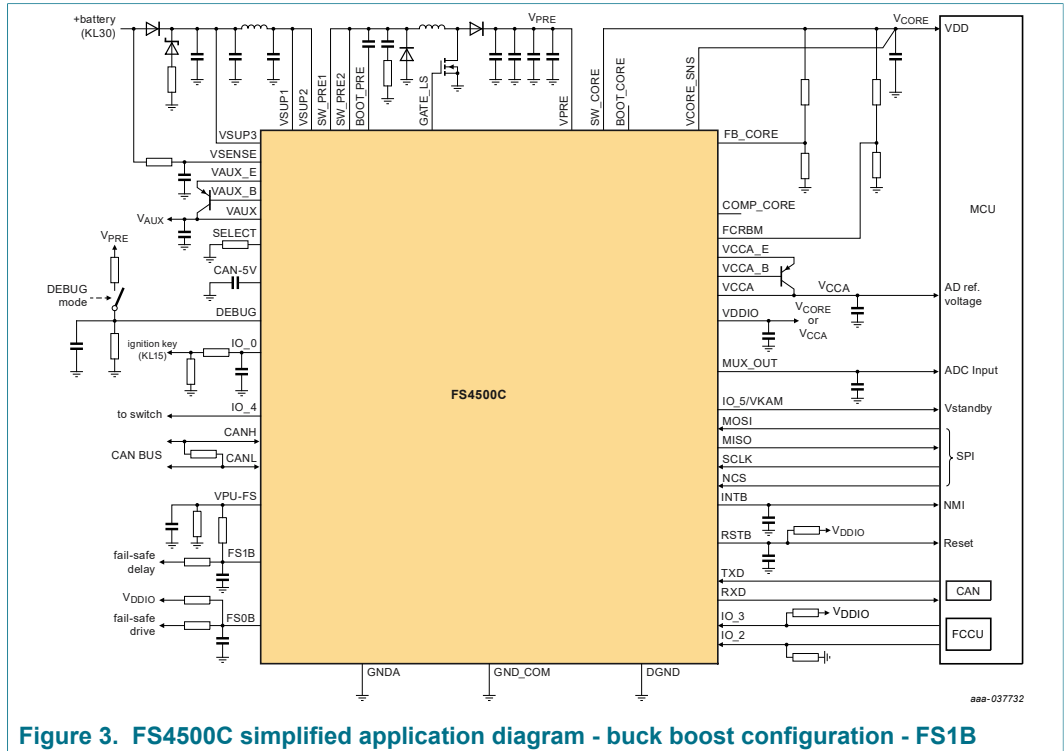 +battery
(KL30)
VPRE
VCORE
VDD
VSUP1
VSUP2
SW_PRE1
SW_PRE2
BOOT_PRE
GATE_LS
VPRE
SW_CORE
BOOT_CORE
VCORE_SNS
VSUP3
VSENSE
VAUX_E
VAUX_B
VAUX
VAUX
SELECT
VPRE
CAN-5V
DEBUG
mode
DEBUG
ignition key
(KL15)
IO_0
to switch
IO_4
CANH
CAN BUS
CANL
VPU-FS
fail-safe
delay
FS1B
VDDIO
fail-safe
drive
FS0B
FS4500C
GNDA
GND_COM
DGND
FB_CORE
COMP_CORE
FCRBM
VCCA_E
VCCA_B
VCCA
VCCA
VDDIO
VCORE
or
VCCA
MUX_OUT
IO_5/VKAM
MOSI
MISO
SCLK
NCS
INTB
RSTB
VDDIO
TXD
RXD
IO_3
VDDIO
IO_2
MCU
AD ref.
voltage
ADC Input
Vstandby
SPI
NMI
Reset
CAN
FCCU
aaa-037732
Figure 3. FS4500C simplified application diagram - buck boost configuration - FS1B